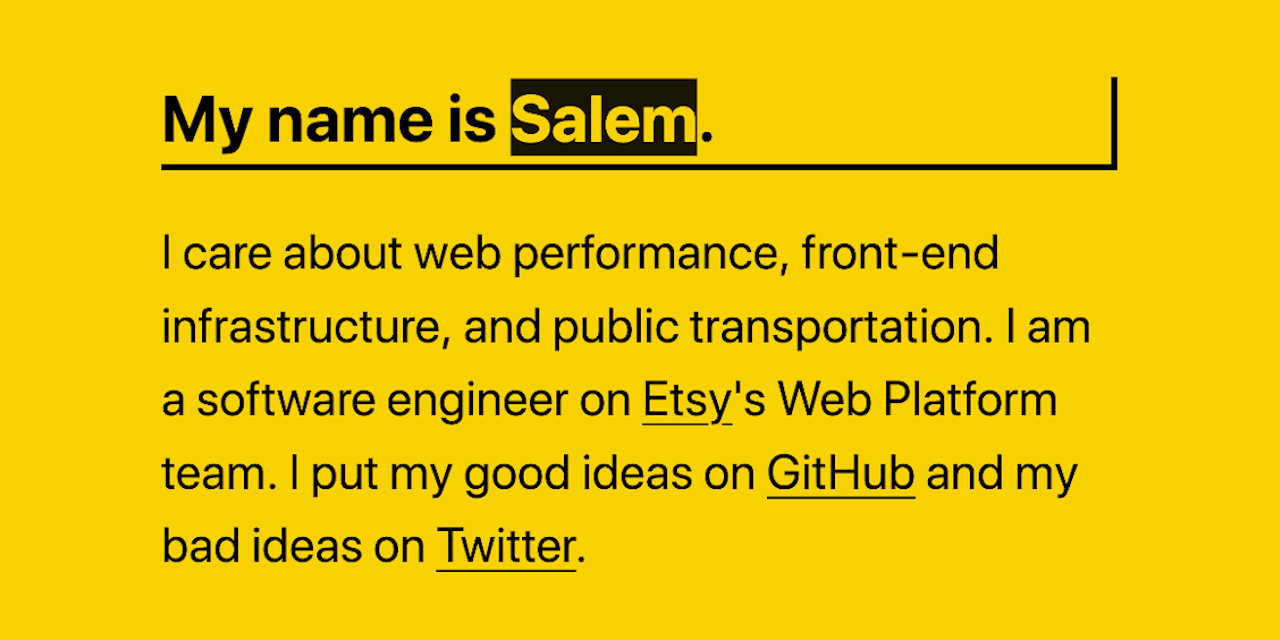 My name is Salem.
I care about web performance, front-end
infrastructure, and public transportation. I am
a software engineer on Etsy's Web Platform
team. I put my good ideas on GitHub and my
bad ideas on Twitter.